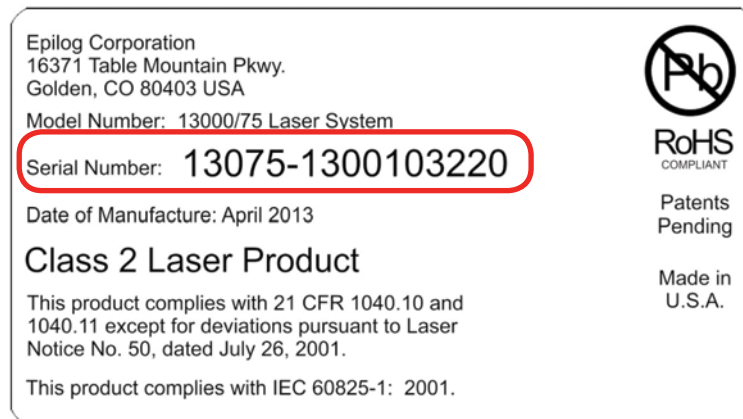 Epilog Corporation
16371 Table Mountain Pkwy.
Golden, CO 80403 USA
Model Number: 13000/75 Laser System
Serial Number: 13075-1300103220
Date of Manufacture: April 2013
Class 2 Laser Product
This product complies with 21 CFR 1040.10 and
1040.11 except for deviations pursuant to Laser
Notice No. 50, dated July 26, 2001.
This product complies with IEC 60825-1: 2001.
Pb
RoHS
COMPLIANT
Patents
Pending
Made in
U.S.A.